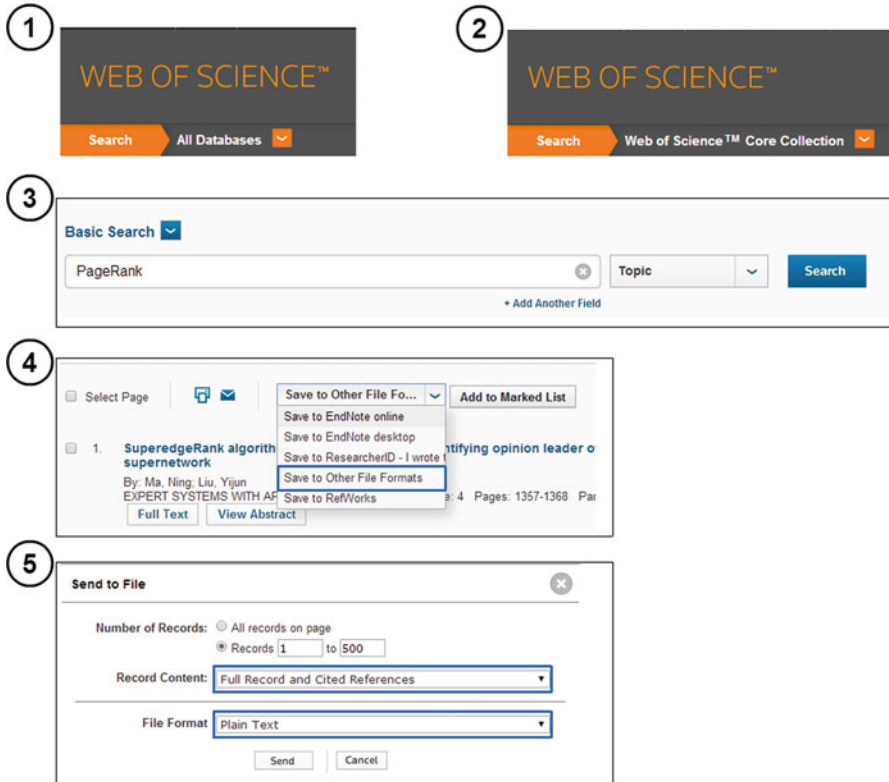 1
WEB OF SCIENCE™
Search All Databases
2
WEB OF SCIENCE™
Search Web of Science™ Core Collection
3
Basic Search
PageRank Topic Search
+ Add Another Field
4
Select Page Save to Other File Fo... Add to Marked List
Save to EndNote online
Save to EndNote desktop
1. SuperedgeRank algorith ntifying opinion leader o
Save to ResearcherID - I wrote
supernetwork
Save to Other File Formats
By: Ma, Ning; Liu, Yijun
EXPERT SYSTEMS WITH AP e: 4 Pages: 1357-1368 Par
Save to RefWorks
Full Text View Abstract
5
Send to File
Number of Records: All records on page
Records 1 to 500
Record Content: Full Record and Cited References
File Format Plain Text
Send Cancel